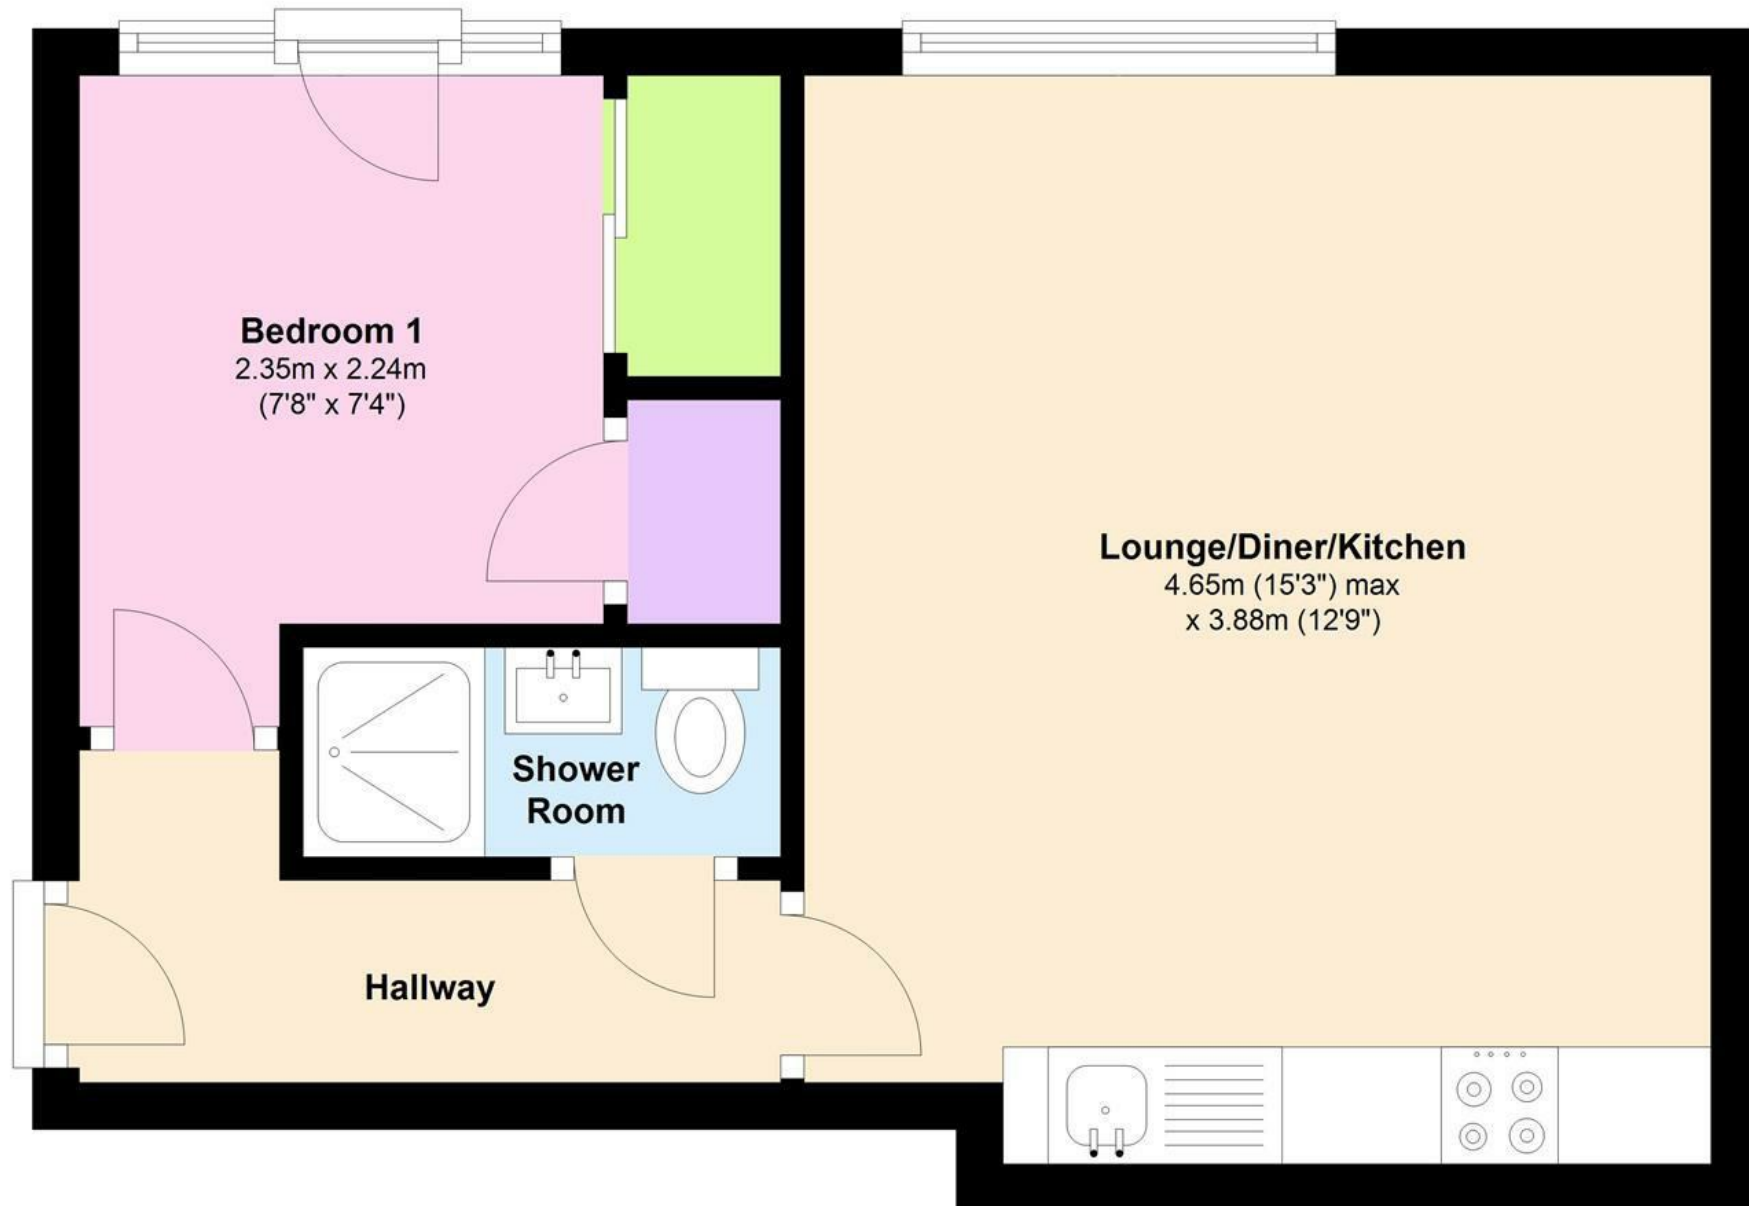 Bedroom 1
2.35m x 2.24m
(7'8" x 7'4")
Lounge/Diner/Kitchen
4.65m (15'3") max
x 3.88m (12'9")
Shower
Room
Hallway